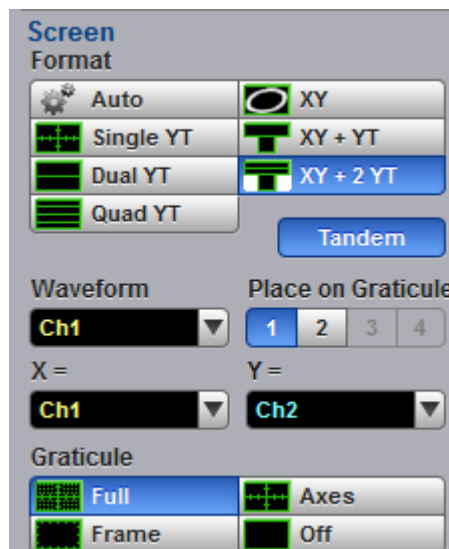 Screen
Format
Auto XY
Single YT XY + YT
Dual YT XY + 2 YT
Quad YT
Tandem
Waveform Place on Graticule
Ch1 1 2 3 4
X = Y =
Ch1 Ch2
Graticule
Full Axes
Frame Off